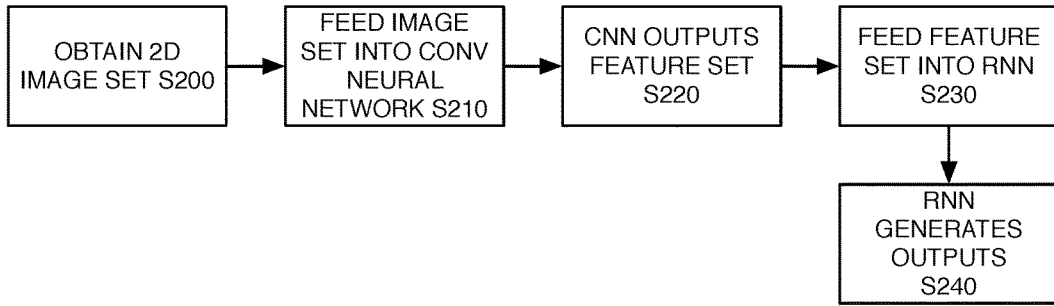 OBTAIN 2D
IMAGE SET S200
FEED IMAGE
SET INTO CONV
NEURAL
NETWORK S210
CNN OUTPUTS
FEATURE SET
S220
FEED FEATURE
SET INTO RNN
S230
RNN
GENERATES
OUTPUTS
S240